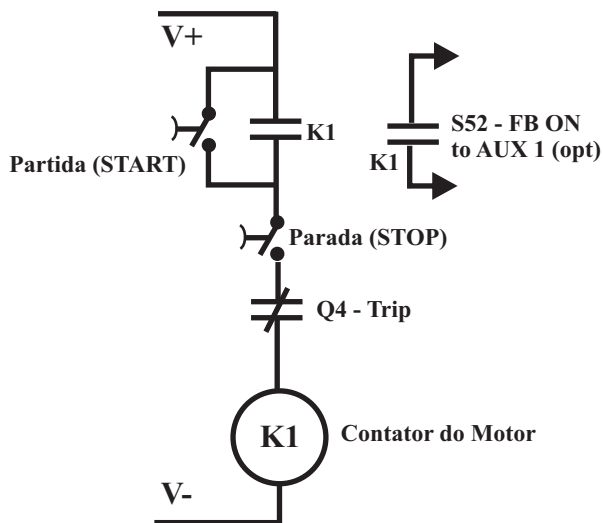 V+
K1
Partida (START)
S52 - FB ON
to AUX 1 (opt)
K1
Parada (STOP)
Q4 - Trip
K1
Contator do Motor
V-